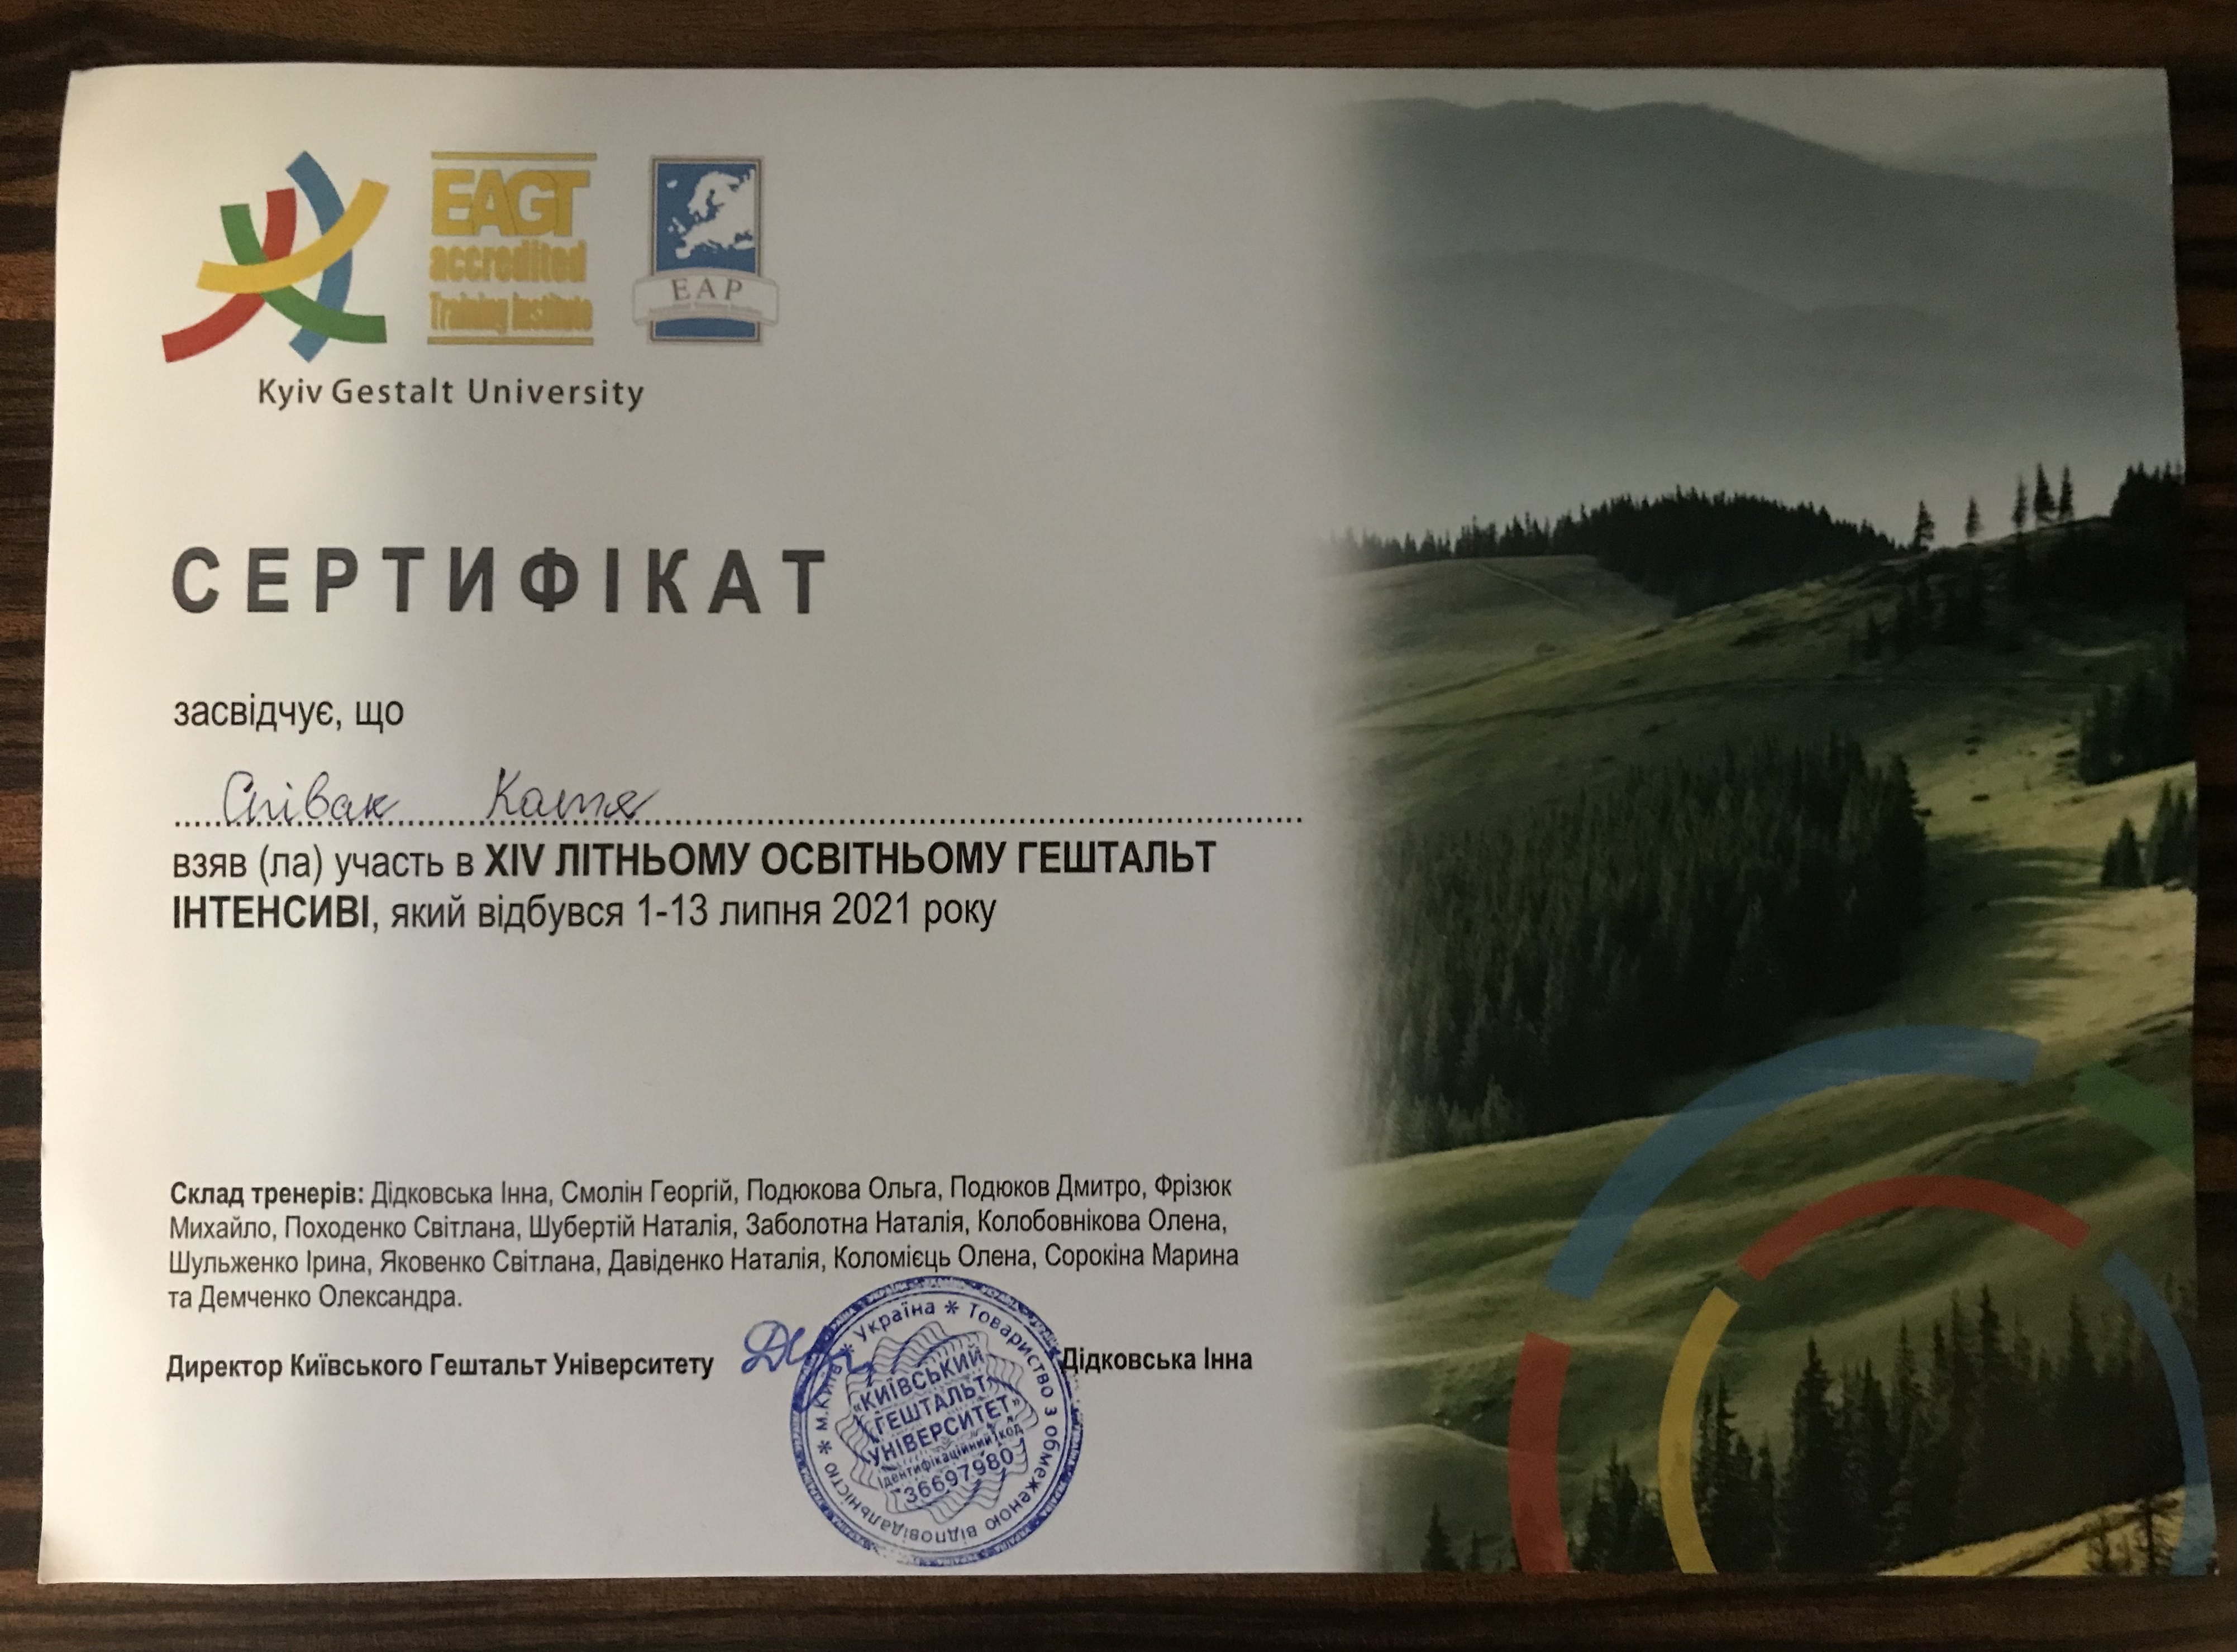 EAGT
accredited
Training Institute
EAP
Kyiv Gestalt University
СЕРТИФІКАТ
засвідчує, що
Співак Катя
взяв (ла) участь в XIV ЛІТНЬОМУ ОСВІТНЬОМУ ГЕШТАЛЬТ
ІНТЕНСИВІ, який відбувся 1-13 липня 2021 року
Склад тренерів: Дідковська Інна, Смолін Георгій, Подюкова Ольга, Подюков Дмитро, Фрізюк
Михайло, Походенко Світлана, Шубертій Наталія, Заболотна Наталія, Колобовнікова Олена,
Шульженко Ірина, Яковенко Світлана, Давіденко Наталія, Коломієць Олена, Сорокіна Марина
та Демченко Олександра.
Директор Київського Гештальт Університету Дідковська Інна
м.Київ * Україна * Товариство з обмеженою відповідальністю *
«КИЇВСЬКИЙ
ГЕШТАЛЬТ
УНІВЕРСИТЕТ»
Ідентифікаційний код
36697980